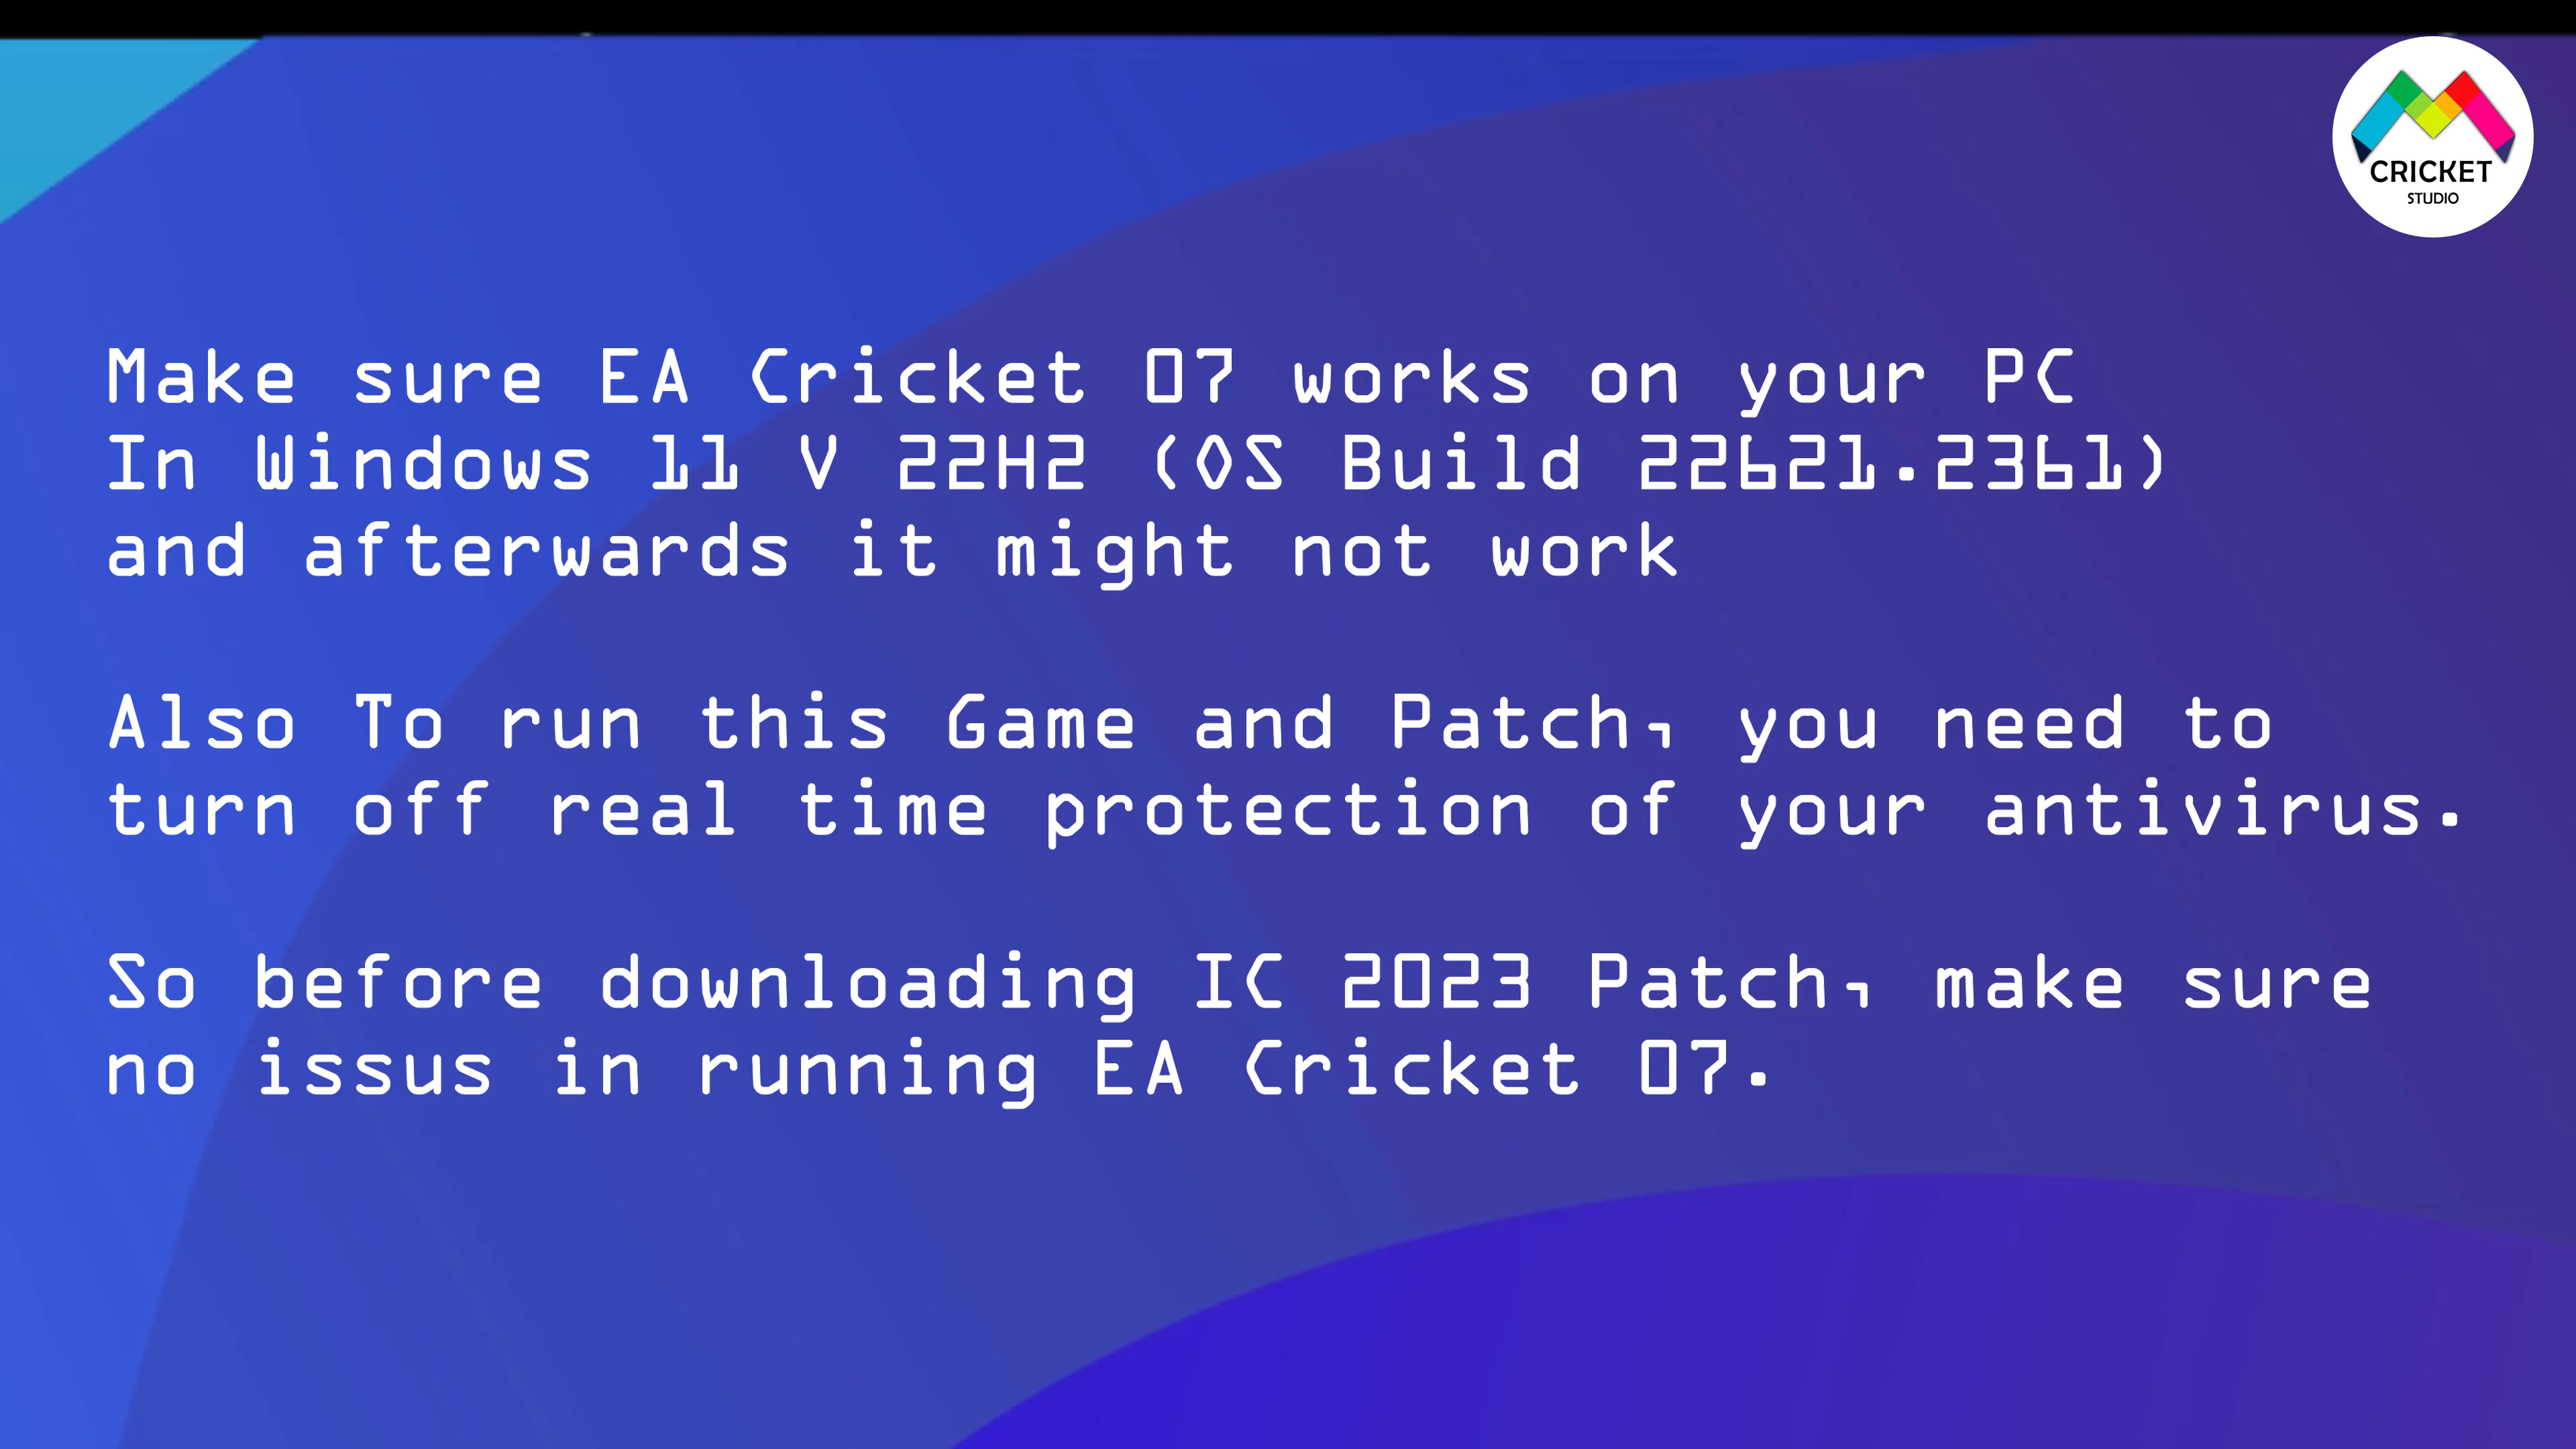 CRICKET
STUDIO
Make sure EA Cricket 07 works on your PC
In Windows 11 V 22H2 (OS Build 22621.2361)
and afterwards it might not work
Also To run this Game and Patch, you need to
turn off real time protection of your antivirus.
So before downloading IC 2023 Patch, make sure
no issus in running EA Cricket 07.